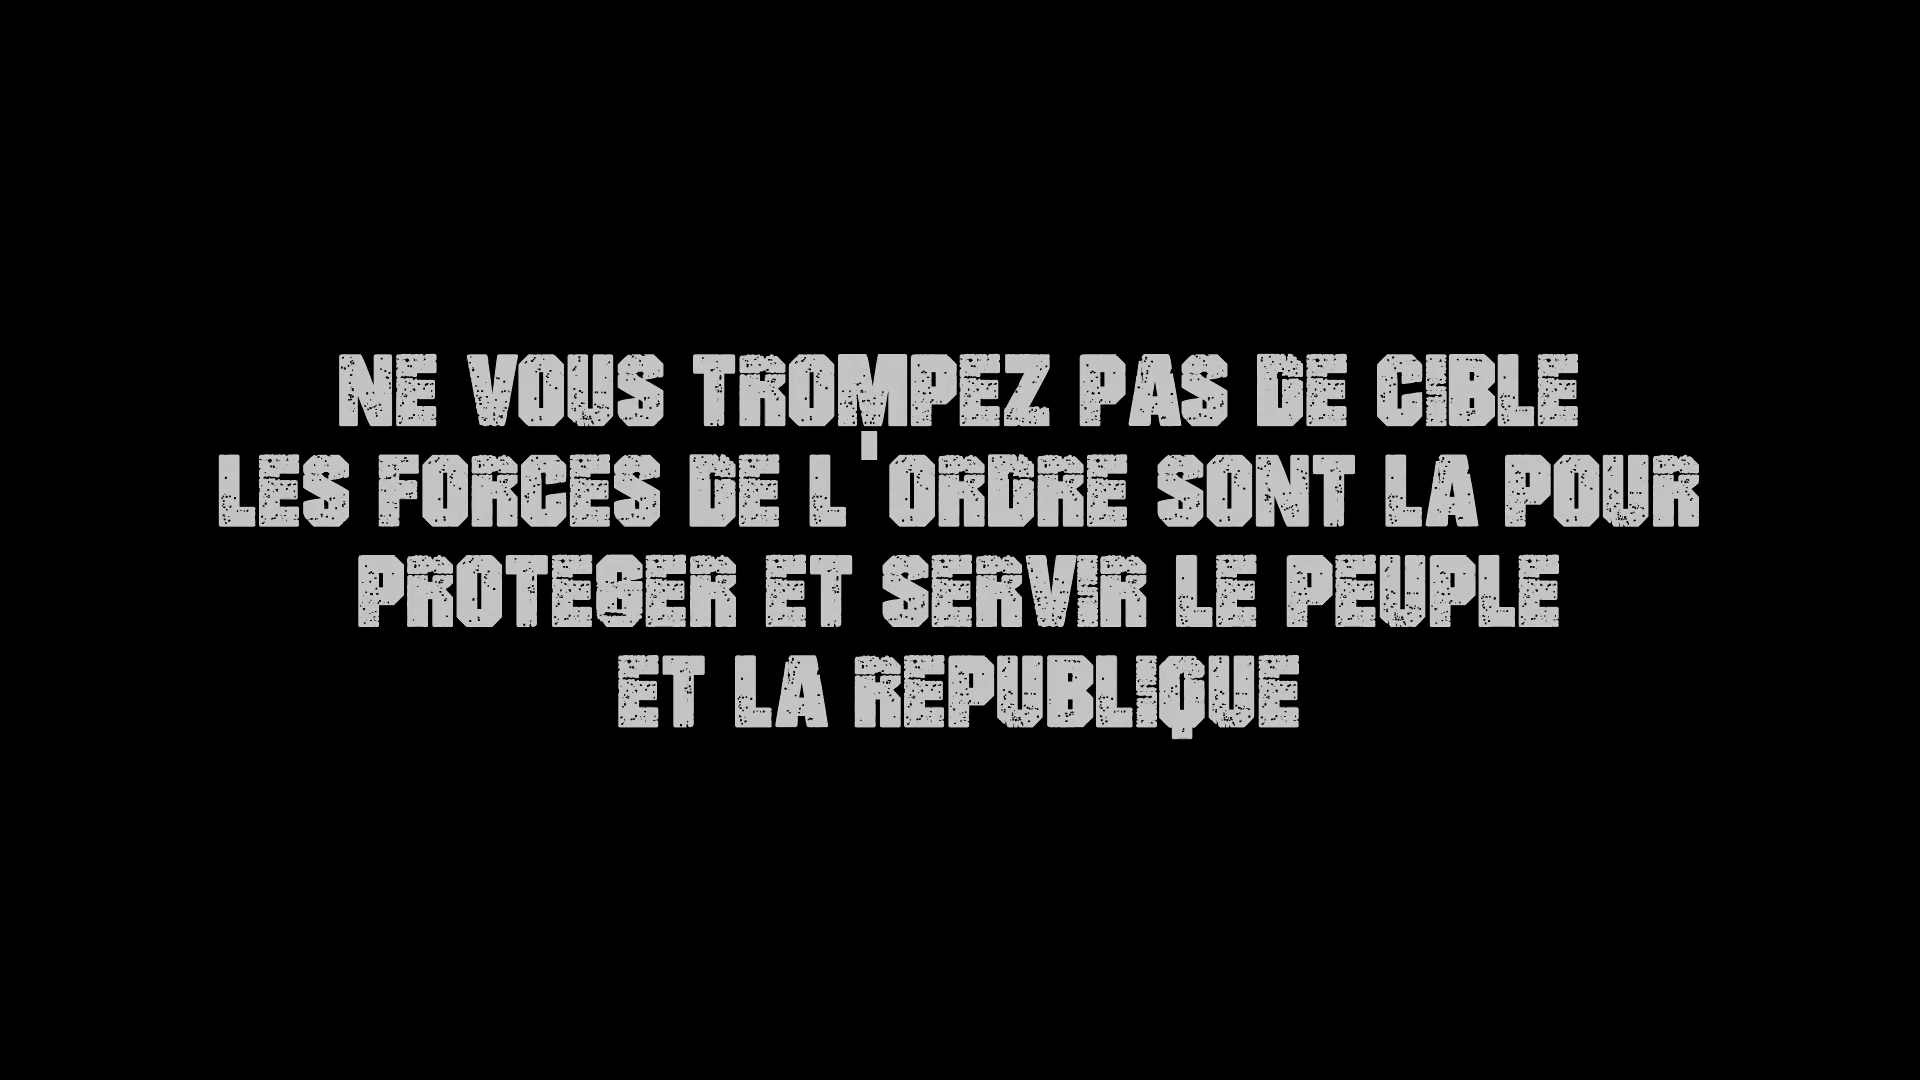 NE VOUS TROMPEZ PAS DE CIBLE
LES FORCES DE L'ORDRE SONT LA POUR
PROTEGER ET SERVIR LE PEUPLE
ET LA REPUBLIQUE